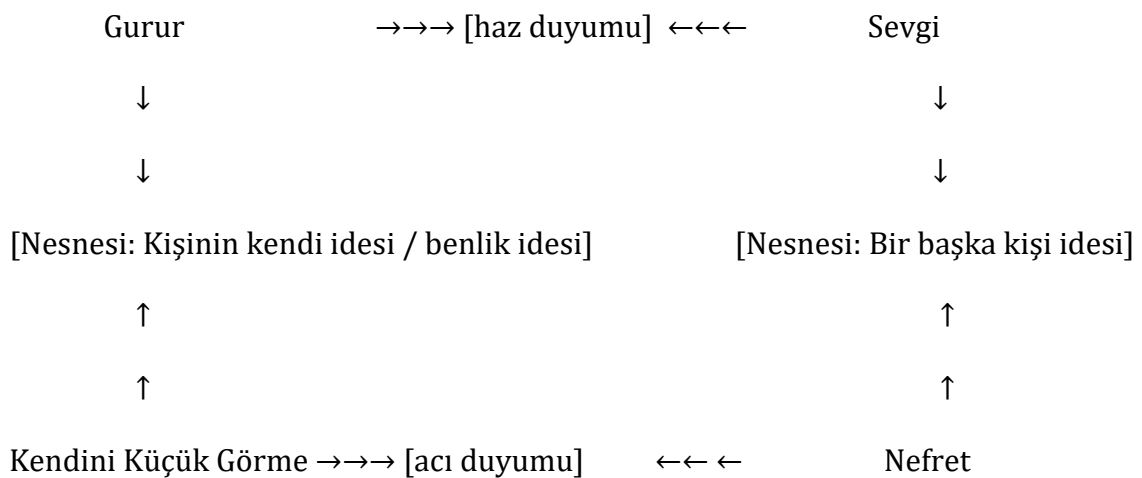 Gurur →→→ [haz duyumu] ←←← Sevgi
↓ ↓
↓ ↓
[Nesnesi: Kişinin kendi idesi / benlik idesi] [Nesnesi: Bir başka kişi idesi]
↑ ↑
↑ ↑
Kendini Küçük Görme →→→ [acı duyumu] ←← ← Nefret